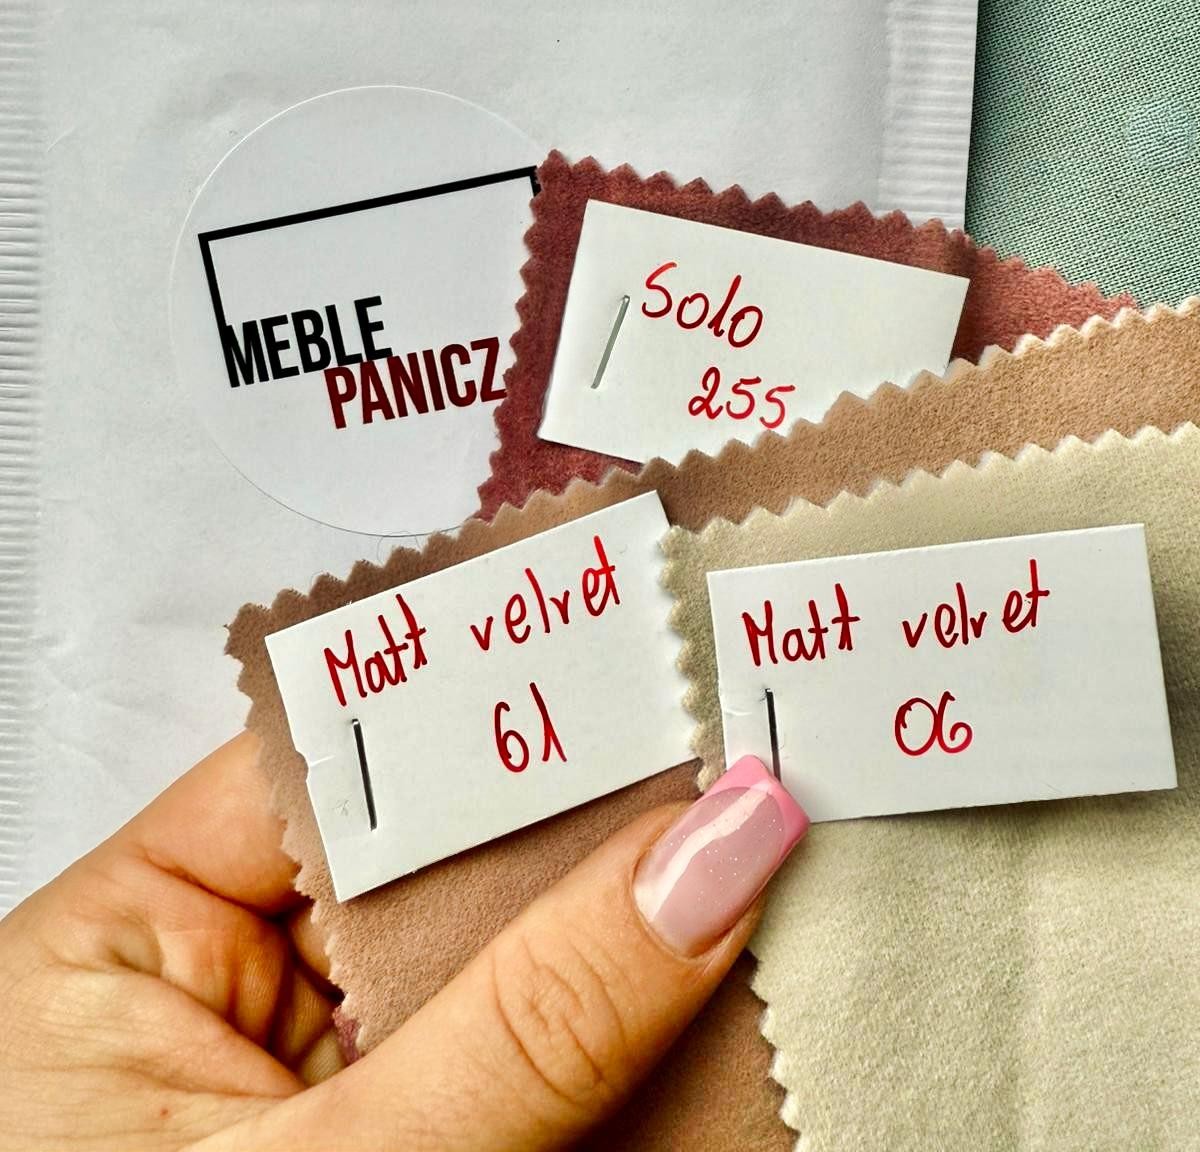 MEBLE
PANICZ
Solo
255
Matt velvet
61
Matt velvet
06